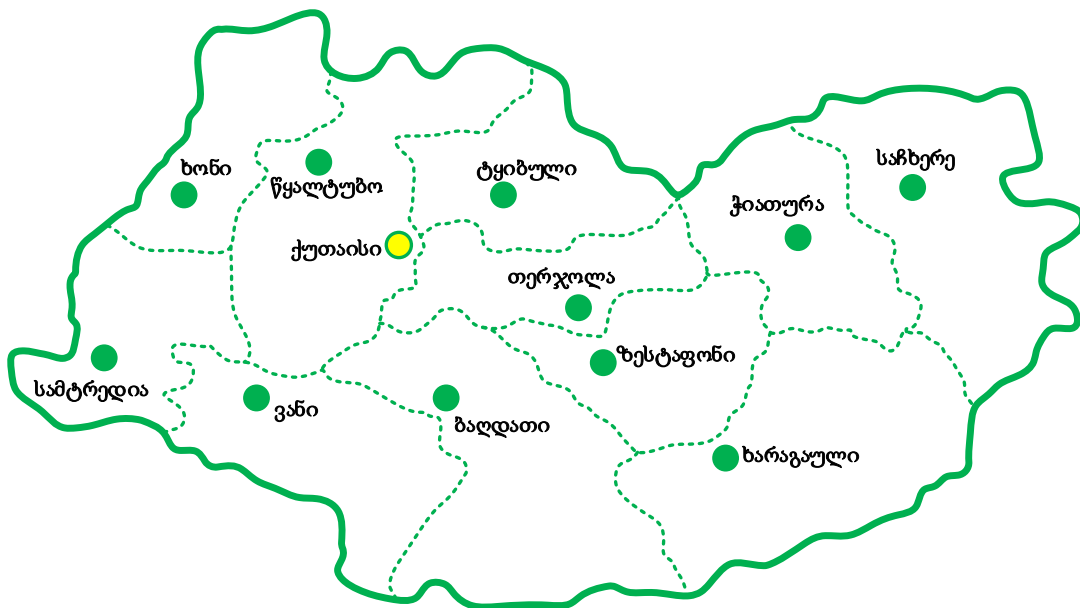 საჩხერე
ხონი
ტყიბული
წყალტუბო
ჭიათურა
ქუთაისი
თერჯოლა
ზესტაფონი
სამტრედია
ვანი
ბაღდათი
ხარაგაული